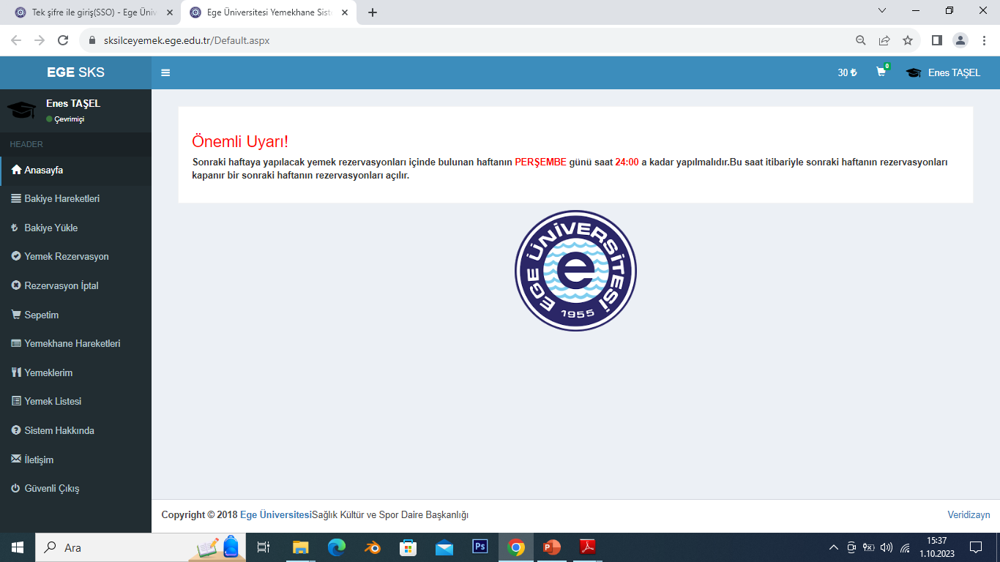 Tek şifre ile giriş(SSO) - Ege Üniv
Ege Üniversitesi Yemekhane Sist
sksilceyemek.ege.edu.tr/Default.aspx
EGE SKS
30 ₺
0
Enes TAŞEL
Enes TAŞEL
Çevrimiçi
HEADER
Anasayfa
Bakiye Hareketleri
₺ Bakiye Yükle
Yemek Rezervasyon
Rezervasyon İptal
Sepetim
Yemekhane Hareketleri
Yemeklerim
Yemek Listesi
Sistem Hakkında
İletişim
Güvenli Çıkış
Önemli Uyarı!
Sonraki haftaya yapılacak yemek rezervasyonları içinde bulunan haftanın PERŞEMBE günü saat 24:00 a kadar yapılmalıdır.Bu saat itibariyle sonraki haftanın rezervasyonları
kapanır bir sonraki haftanın rezervasyonları açılır.
EGE ÜNİVERSİTESİ
e
1955
Copyright © 2018 Ege ÜniversitesiSağlık Kültür ve Spor Daire Başkanlığı
Veridizayn
Ara
Ps
P
15:37
1.10.2023